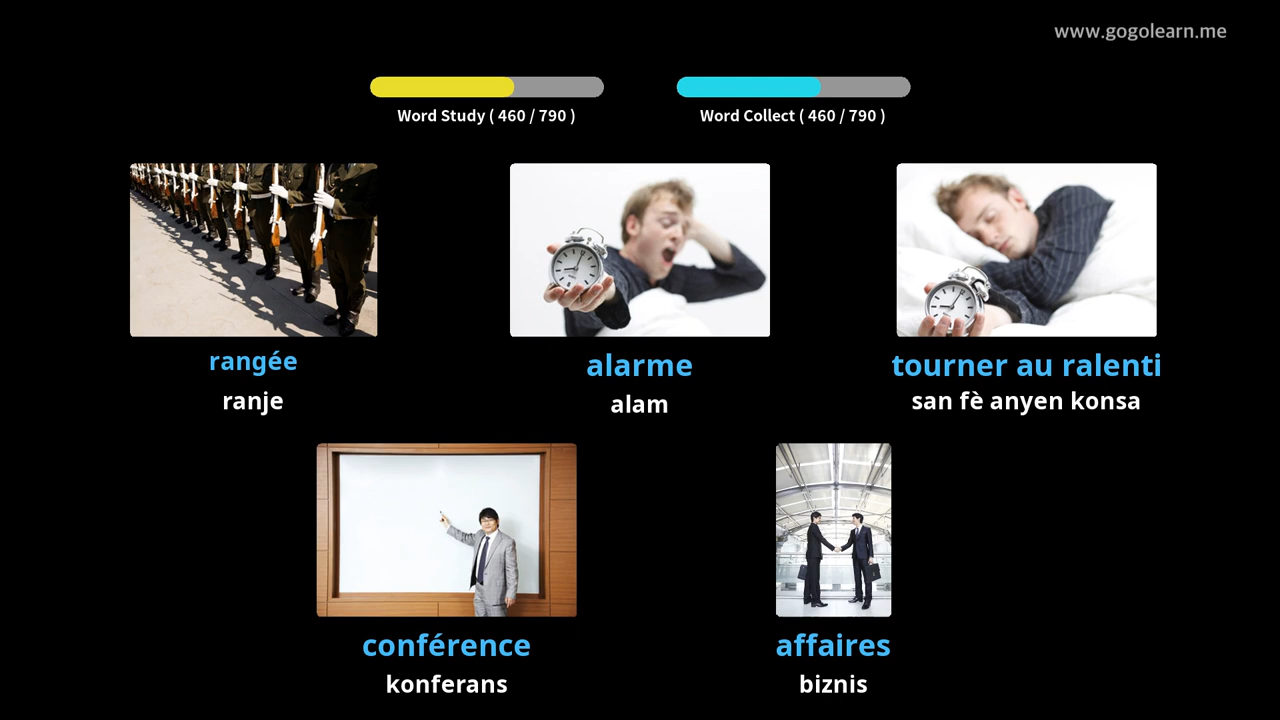 www.gogolearn.me
Word Study ( 460 / 790 )
Word Collect ( 460 / 790 )
rangée
ranje
alarme
alam
tourner au ralenti
san fè anyen konsa
conférence
konferans
affaires
biznis